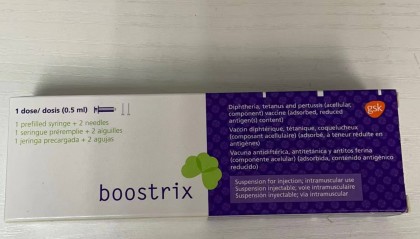 1 dose/ dosis (0.5 ml)
1 prefilled syringe + 2 needles
1 seringue préremplie + 2 aiguilles
1 jeringa precargada + 2 agujas
boostrix
Diphtheria, tetanus and pertussis (acellular,
component) vaccine (adsorbed, reduced
antigen(s) content)
Vaccin diphtérique, tétanique, coquelucheux
(composant acellulaire) (adsorbé, à teneur réduite en
antigènes)
Vacuna antidiftérica, antitetánica y antitos ferina
(componente acelular) (adsorbida, contenido antigénico
reducido)
Suspension for injection; intramuscular use
Suspension injectable; voie intramusculaire
Suspensión inyectable; vía intramuscular
gsk